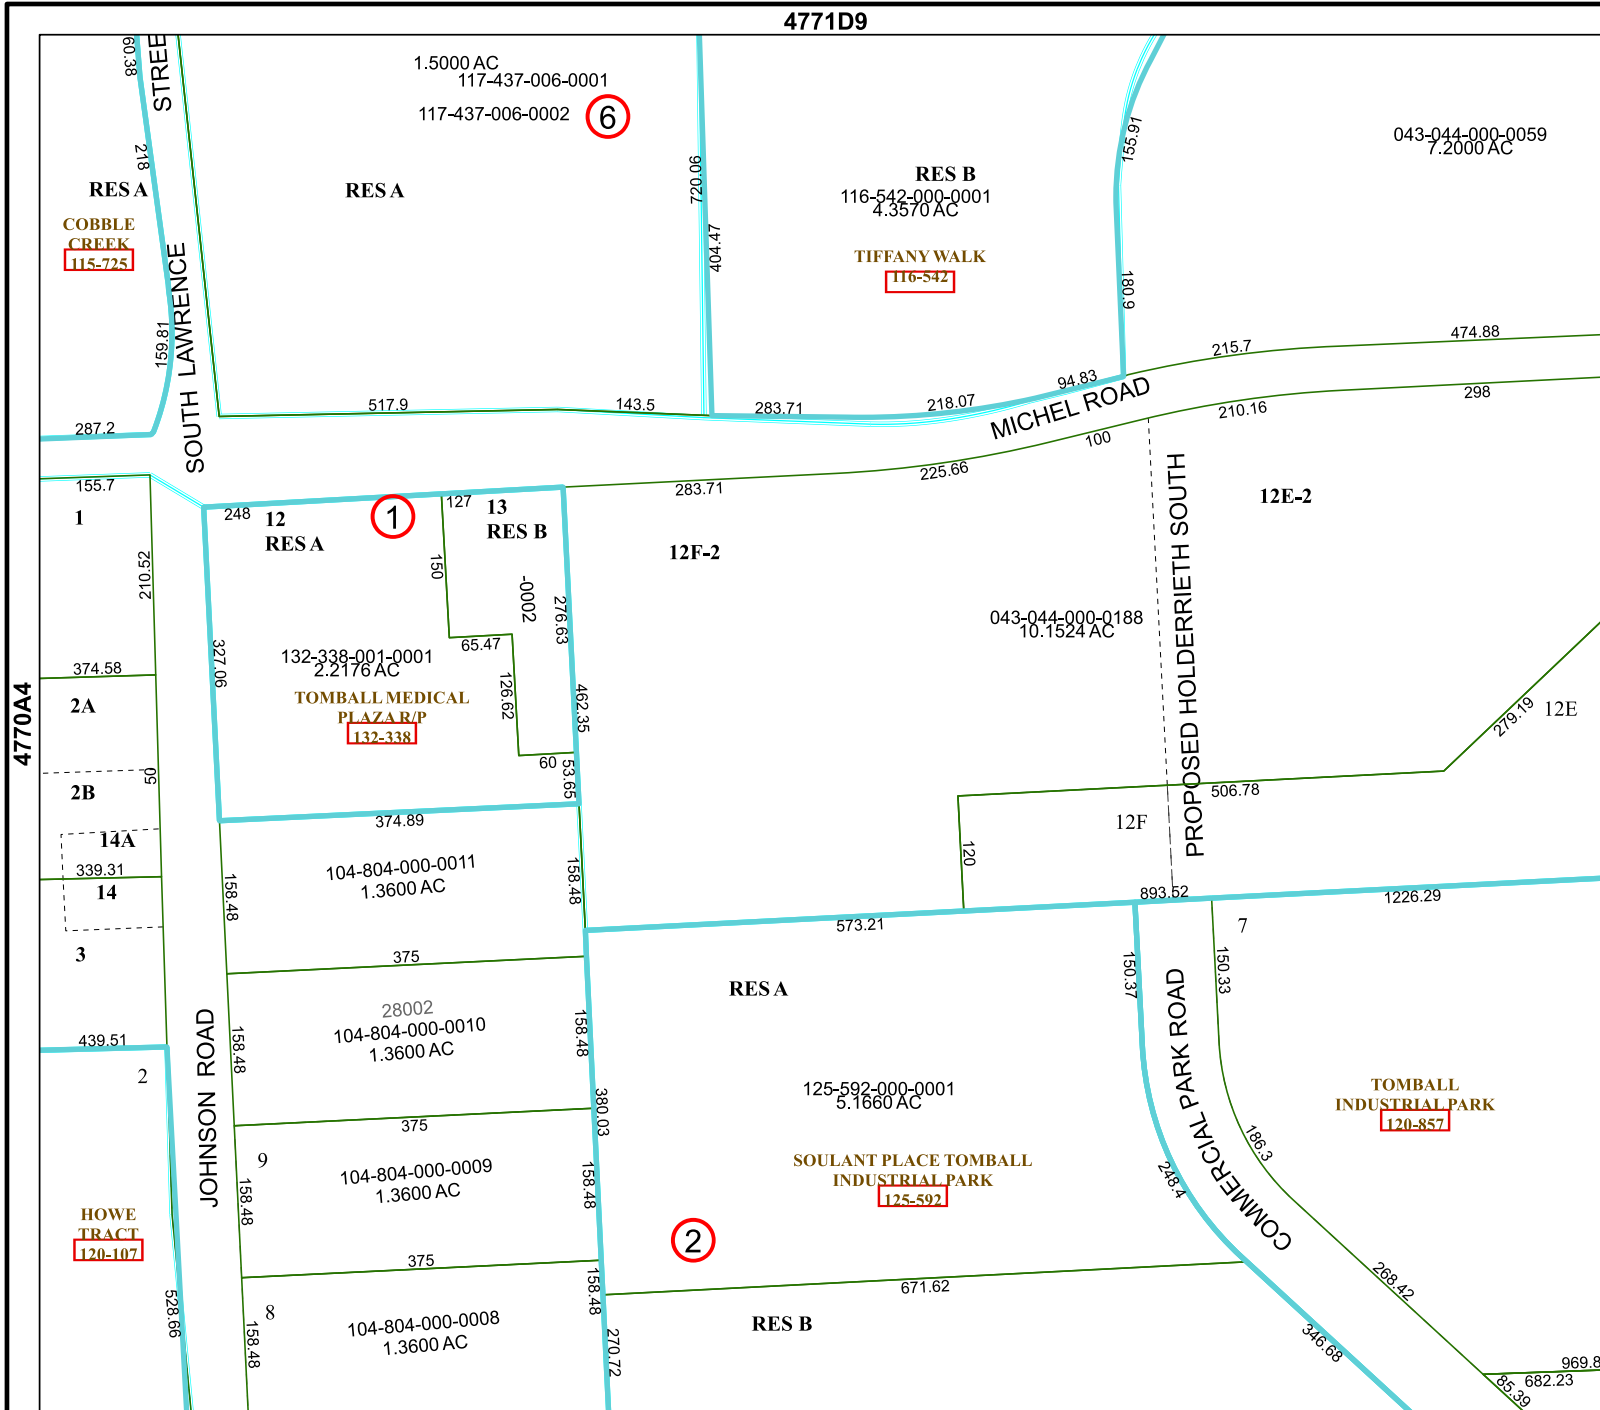 4771D9
4770A4
60.38
STREE
218
RES A
COBBLE
CREEK
115-725
159.81
287.2
SOUTH LAWRENCE
1.5000 AC
117-437-006-0001
117-437-006-0002
6
RES A
720.06
404.47
517.9
143.5
RES B
116-542-000-0001
4.3570 AC
TIFFANY WALK
116-542
155.91
180.9
043-044-000-0059
7.2000 AC
283.71
218.07
94.83
215.7
474.88
MICHEL ROAD
283.71
225.66
100
210.16
298
155.7
1
210.52
374.58
2A
50
2B
14A
339.31
14
3
439.51
2
HOWE
TRACT
120-107
528.66
248
12
RES A
1
127
13
RES B
150
-0002
276.63
65.47
126.62
462.35
60
53.65
327.06
132-338-001-0001
2.2176 AC
TOMBALL MEDICAL
PLAZA R/P
132-338
374.89
12F-2
12E-2
043-044-000-0188
10.1524 AC
PROPOSED HOLDERRIETH SOUTH
279.19
12E
506.78
12F
120
893.52
1226.29
573.21
104-804-000-0011
1.3600 AC
158.48
158.48
375
28002
104-804-000-0010
1.3600 AC
158.48
158.48
375
380.03
9
104-804-000-0009
1.3600 AC
158.48
158.48
375
8
104-804-000-0008
1.3600 AC
158.48
158.48
270.72
JOHNSON ROAD
RES A
125-592-000-0001
5.1660 AC
SOULANT PLACE TOMBALL
INDUSTRIAL PARK
125-592
2
671.62
RES B
150.37
150.33
7
COMMERCIAL PARK ROAD
248.4
186.3
TOMBALL
INDUSTRIAL PARK
120-857
268.42
346.68
969.8
682.23
85.39